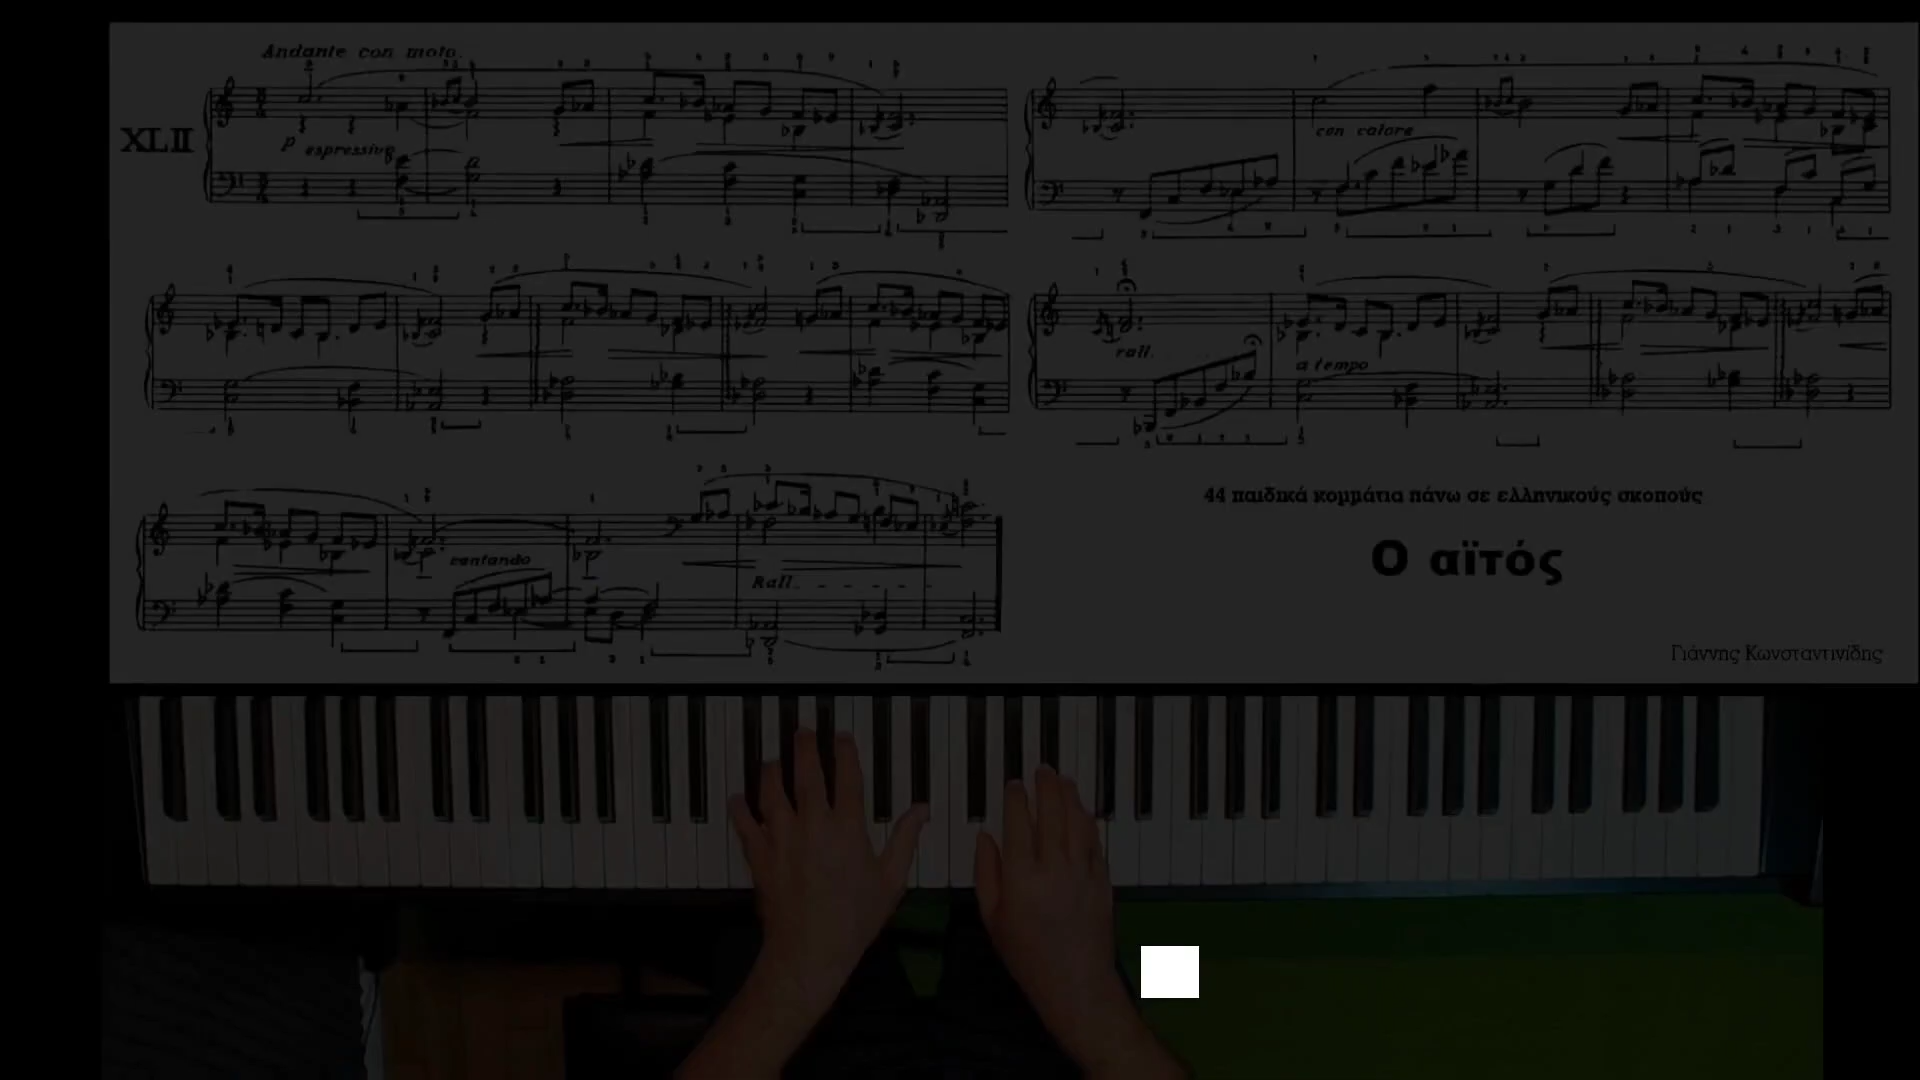 Andante con moto.
XLII
p espressivo
con calore
rall.
a tempo
cantando
Rall.
44 παιδικά κομμάτια πάνω σε ελληνικούς σκοπούς
Ο αϊτός
Γιάννης Κωνσταντινίδης